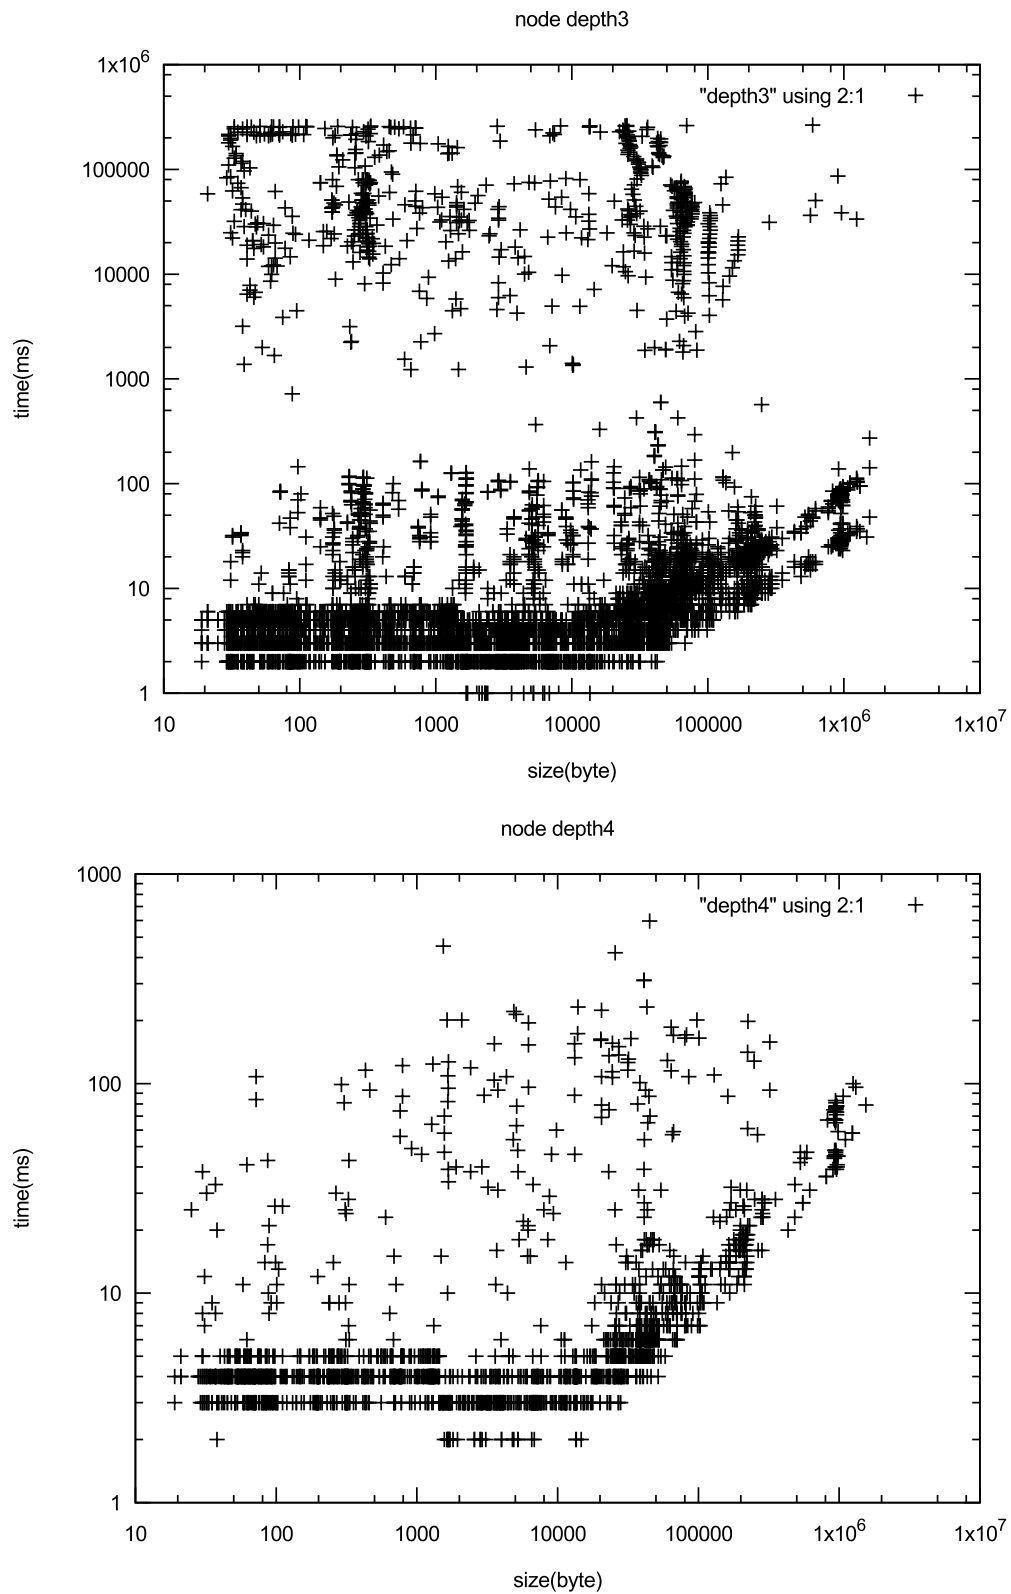 node depth3
1x10^6
"depth3" using 2:1
100000
10000
1000
100
10
1
time(ms)
10 100 1000 10000 100000 1x10^6 1x10^7
size(byte)
node depth4
1000
"depth4" using 2:1
100
10
1
time(ms)
10 100 1000 10000 100000 1x10^6 1x10^7
size(byte)